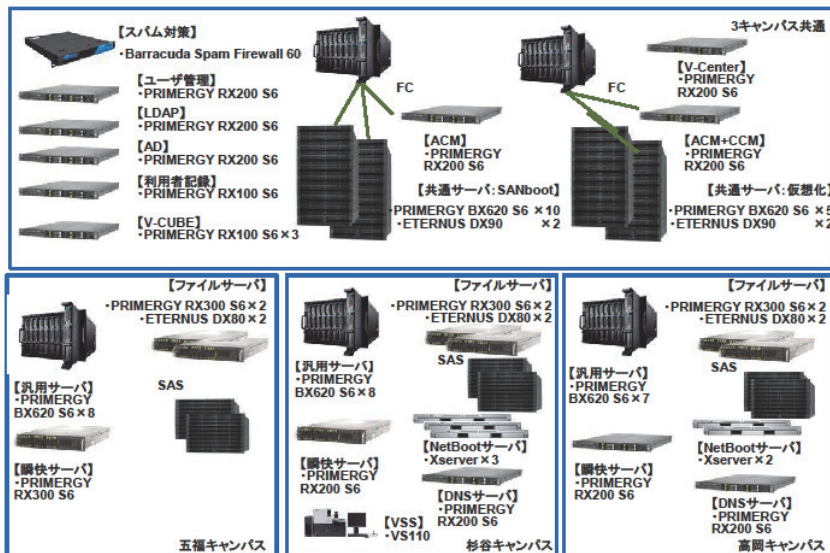 【スパム対策】
・Barracuda Spam Firewall 60
【ユーザ管理】
・PRIMERGY RX200 S6
【LDAP】
・PRIMERGY RX200 S6
【AD】
・PRIMERGY RX200 S6
【利用者記録】
・PRIMERGY RX100 S6
【V-CUBE】
・PRIMERGY RX100 S6×3
FC
【ACM】
・PRIMERGY
RX200 S6
【共通サーバ:SANboot】
・PRIMERGY BX620 S6 ×10
・ETERNUS DX90 ×2
3キャンパス共通
FC
【V-Center】
・PRIMERGY
RX200 S6
【ACM+CCM】
・PRIMERGY
RX200 S6
【共通サーバ:仮想化】
・PRIMERGY BX620 S6 ×5
・ETERNUS DX90 ×2
【ファイルサーバ】
・PRIMERGY RX300 S6×2
・ETERNUS DX80×2
【汎用サーバ】
・PRIMERGY
BX620 S6×8
SAS
【瞬快サーバ】
・PRIMERGY
RX300 S6
五福キャンパス
【ファイルサーバ】
・PRIMERGY RX300 S6×2
・ETERNUS DX80×2
SAS
【汎用サーバ】
・PRIMERGY
BX620 S6×8
【NetBootサーバ】
・Xserver×3
【瞬快サーバ】
・PRIMERGY
RX200 S6
【DNSサーバ】
・PRIMERGY
RX200 S6
【VSS】
・VS110
杉谷キャンパス
【ファイルサーバ】
・PRIMERGY RX300 S6×2
・ETERNUS DX80×2
SAS
【汎用サーバ】
・PRIMERGY
BX620 S6×7
【NetBootサーバ】
・Xserver×2
【瞬快サーバ】
・PRIMERGY
RX200 S6
【DNSサーバ】
・PRIMERGY
RX200 S6
高岡キャンパス